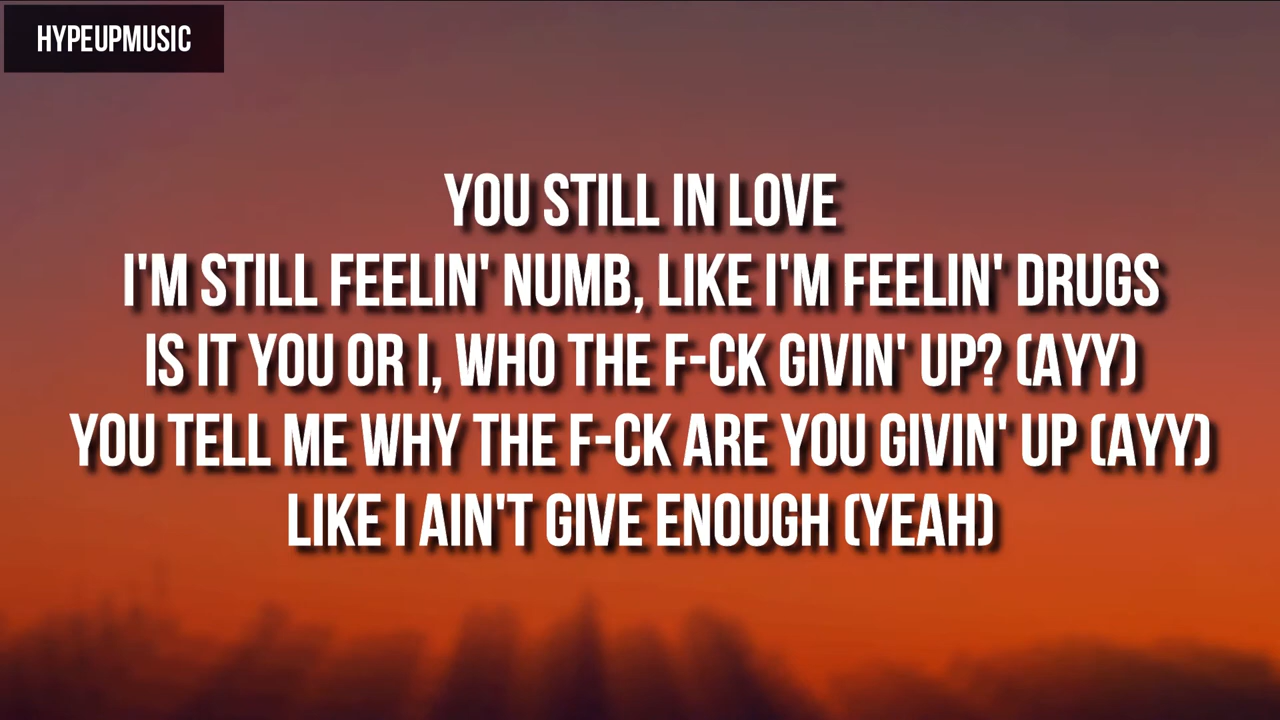 HYPEUPMUSIC
YOU STILL IN LOVE
I'M STILL FEELIN' NUMB, LIKE I'M FEELIN' DRUGS
IS IT YOU OR I, WHO THE F-CK GIVIN' UP? (AYY)
YOU TELL ME WHY THE F-CK ARE YOU GIVIN' UP (AYY)
LIKE I AIN'T GIVE ENOUGH (YEAH)